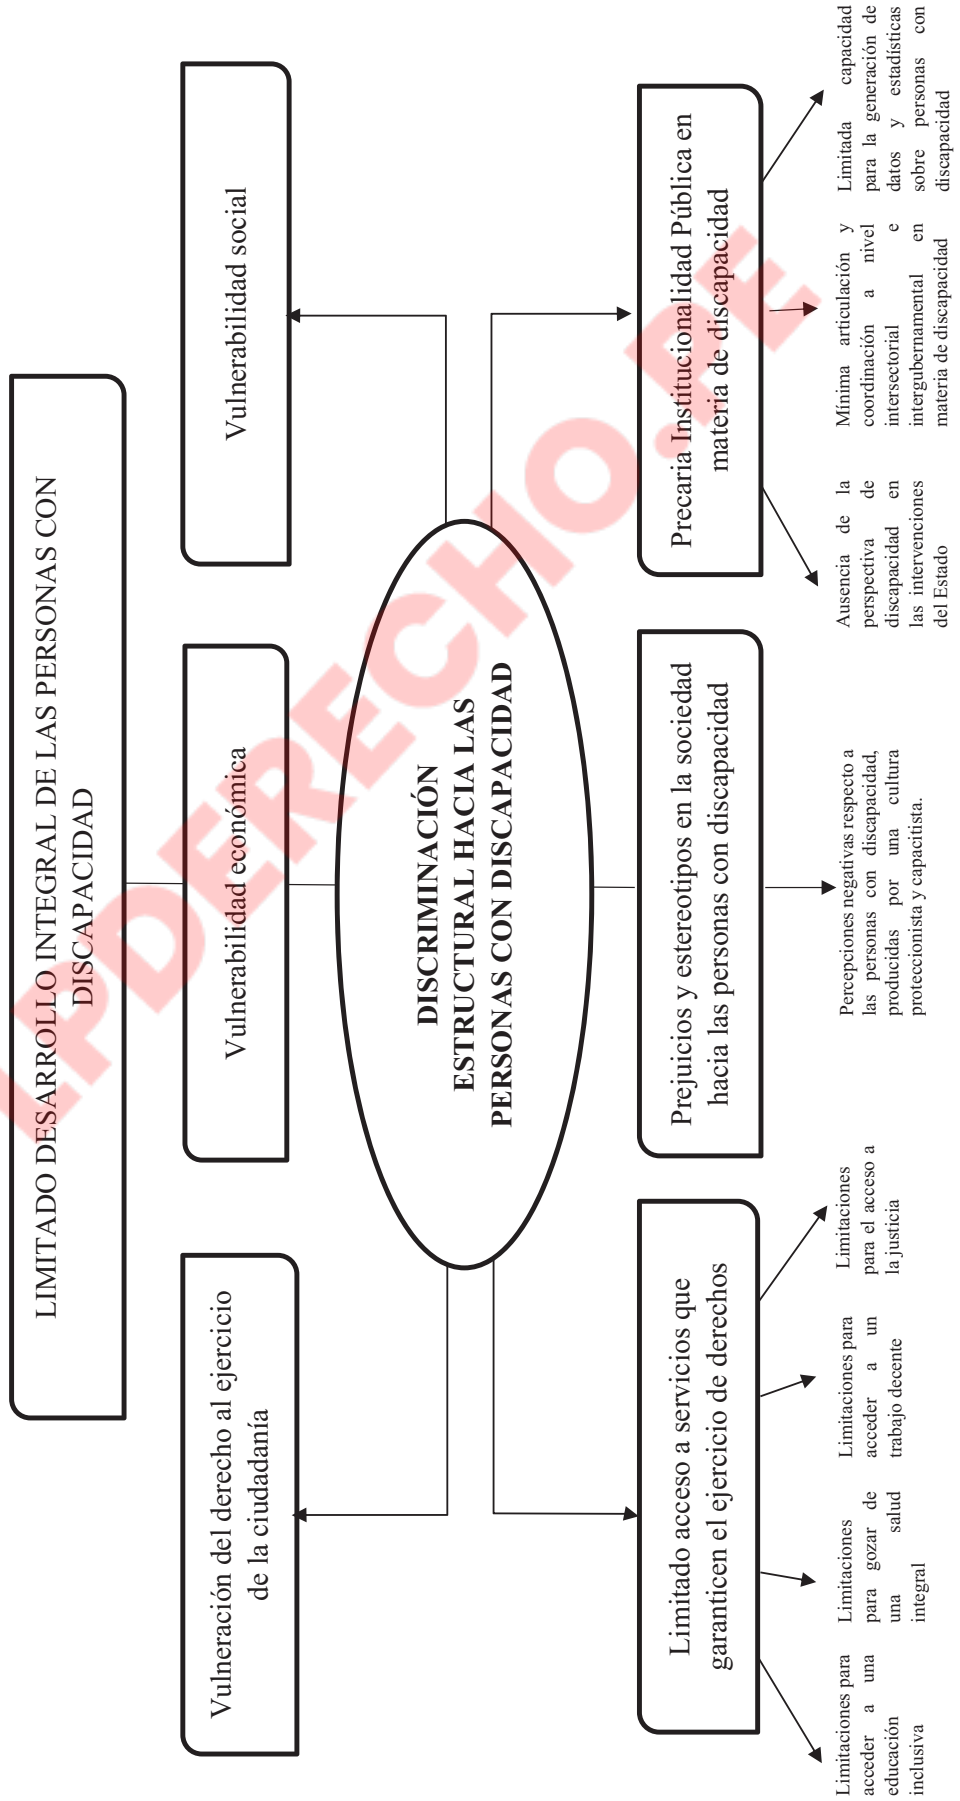 LIMITADO DESARROLLO INTEGRAL DE LAS PERSONAS CON
DISCAPACIDAD
Vulneración del derecho al ejercicio
de la ciudadanía
Vulnerabilidad económica
Vulnerabilidad social
DISCRIMINACIÓN
ESTRUCTURAL HACIA LAS
PERSONAS CON DISCAPACIDAD
Limitado acceso a servicios que
garanticen el ejercicio de derechos
Prejuicios y estereotipos en la sociedad
hacia las personas con discapacidad
Precaria Institucionalidad Pública en
materia de discapacidad
Limitaciones para
acceder a una
educación
inclusiva
Limitaciones
para gozar de
una salud
integral
Limitaciones para
acceder a un
trabajo decente
Limitaciones
para el acceso a
la justicia
Percepciones negativas respecto a
las personas con discapacidad,
producidas por una cultura
proteccionista y capacitista.
Ausencia de la
perspectiva de
discapacidad en
las intervenciones
del Estado
Mínima articulación y
coordinación a nivel
intersectorial e
intergubernamental en
materia de discapacidad
Limitada capacidad
para la generación de
datos y estadísticas
sobre personas con
discapacidad
LPDERECHO.PE